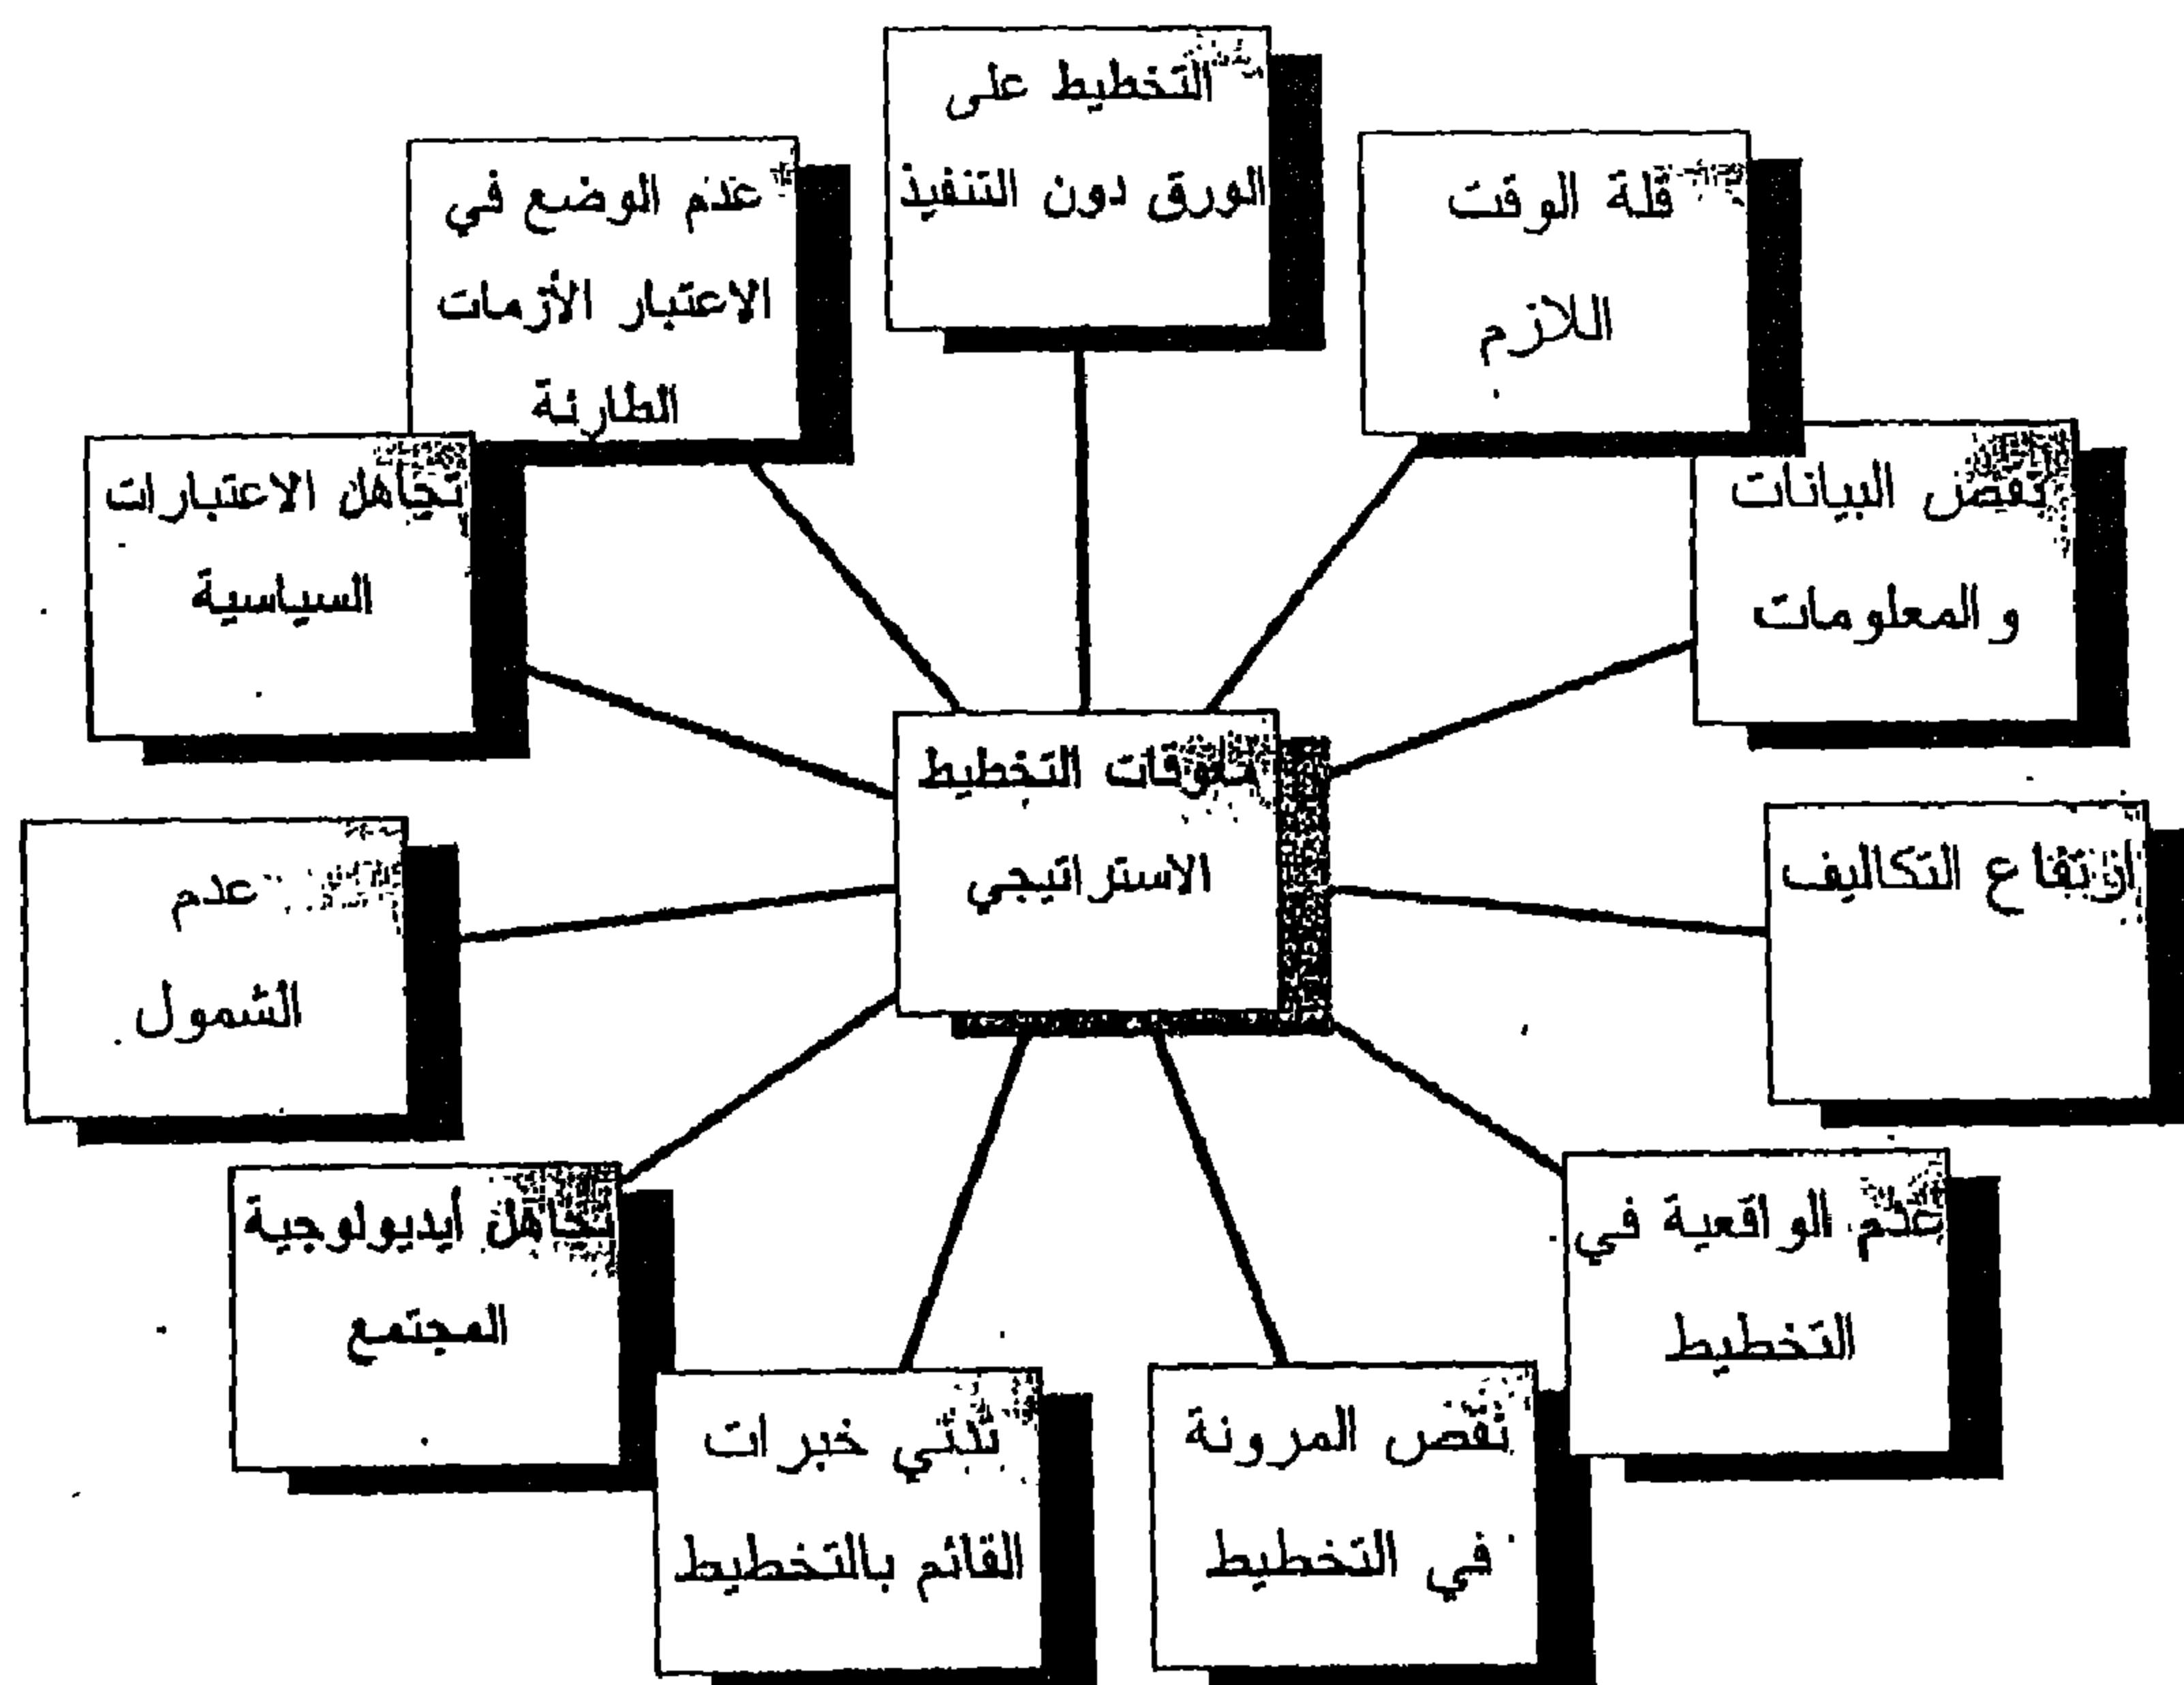 التخطيط على
الورق دون التنفيذ
قلة الوقت
اللازم
عدم الوضع في
الاعتبار الأزمات
الطارئة
نقص البيانات
والمعلومات
تجاهل الاعتبارات
السياسية
معوقات التخطيط
الاستراتيجي
ارتفاع التكاليف
عدم
الشمول
عدم الواقعية في
التخطيط
تجاهل أيديولوجية
المجتمع
نقص المرونة
في التخطيط
تدني خبرات
القائم بالتخطيط